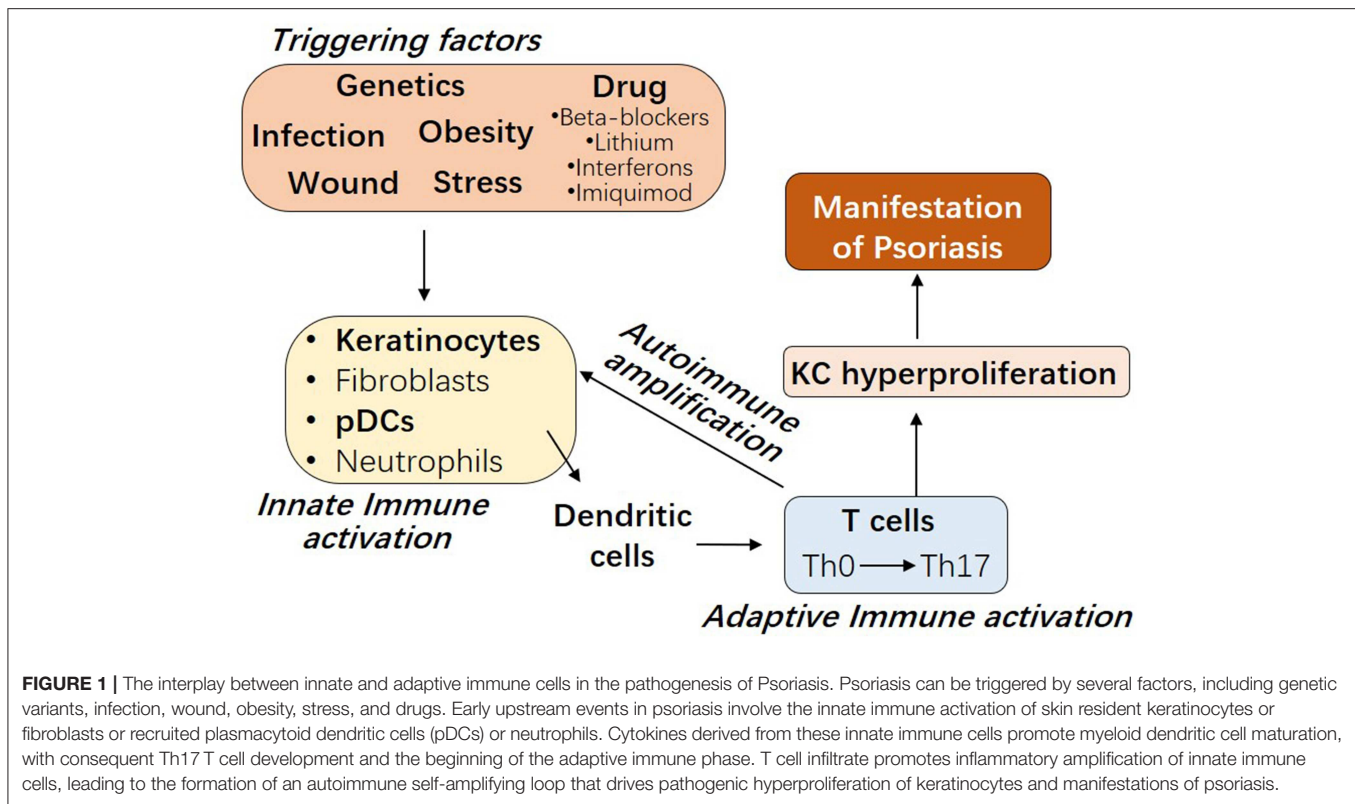 Triggering factors
Genetics
Infection
Obesity
Wound
Stress
Drug
•Beta-blockers
•Lithium
•Interferons
•Imiquimod
Manifestation
of Psoriasis
• Keratinocytes
• Fibroblasts
• pDCs
• Neutrophils
Innate Immune
activation
Autoimmune
amplification
KC hyperproliferation
Dendritic
cells
T cells
Th0
Th17
Adaptive Immune activation
FIGURE 1 | The interplay between innate and adaptive immune cells in the pathogenesis of Psoriasis. Psoriasis can be triggered by several factors, including genetic
variants, infection, wound, obesity, stress, and drugs. Early upstream events in psoriasis involve the innate immune activation of skin resident keratinocytes or
fibroblasts or recruited plasmacytoid dendritic cells (pDCs) or neutrophils. Cytokines derived from these innate immune cells promote myeloid dendritic cell maturation,
with consequent Th17 T cell development and the beginning of the adaptive immune phase. T cell infiltrate promotes inflammatory amplification of innate immune
cells, leading to the formation of an autoimmune self-amplifying loop that drives pathogenic hyperproliferation of keratinocytes and manifestations of psoriasis.